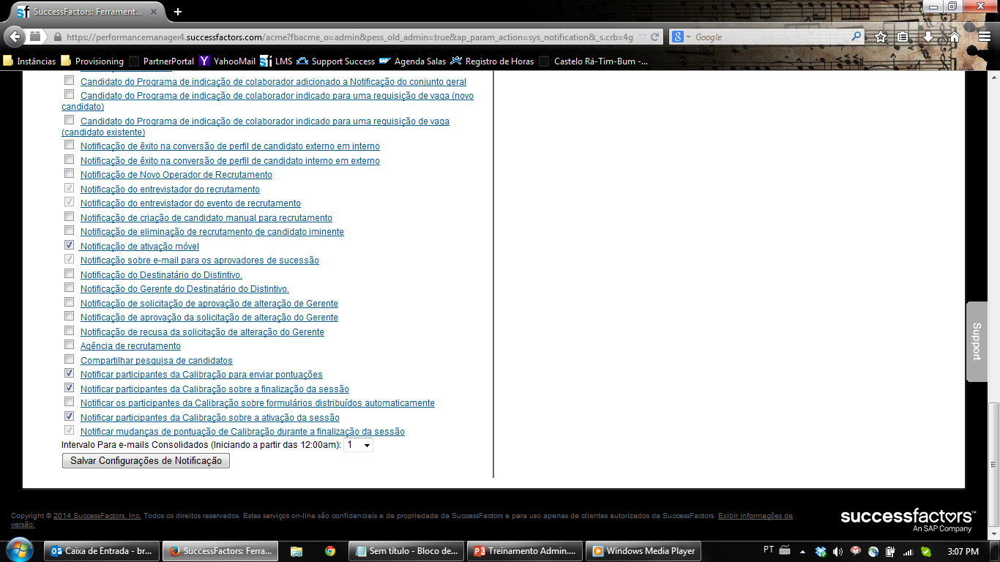 SuccessFactors: Ferrament...
https://performancemanager4.successfactors.com/acme?fbacme_o=admin&pess_old_admin=true&ap_param_action=sys_notification&_s.crb=4g
Google
Instâncias
Provisioning
PartnerPortal
YahooMail
LMS
Support Success
Agenda Salas
Registro de Horas
Castelo Rá-Tim-Bum -...
Candidato do Programa de indicação de colaborador adicionado a Notificação do conjunto geral
Candidato do Programa de indicação de colaborador indicado para uma requisição de vaga (novo
candidato)
Candidato do Programa de indicação de colaborador indicado para uma requisição de vaga
(candidato existente)
Notificação de êxito na conversão de perfil de candidato externo em interno
Notificação de êxito na conversão de perfil de candidato interno em externo
Notificação de Novo Operador de Recrutamento
Notificação do entrevistador do recrutamento
Notificação do entrevistador do evento de recrutamento
Notificação de criação de candidato manual para recrutamento
Notificação de eliminação de recrutamento de candidato iminente
Notificação de ativação móvel
Notificação sobre e-mail para os aprovadores de sucessão
Notificação do Destinatário do Distintivo.
Notificação do Gerente do Destinatário do Distintivo.
Notificação de solicitação de aprovação de alteração de Gerente
Notificação de aprovação da solicitação de alteração do Gerente
Notificação de recusa da solicitação de alteração do Gerente
Agência de recrutamento
Compartilhar pesquisa de candidatos
Notificar participantes da Calibração para enviar pontuações
Notificar participantes da Calibração sobre a finalização da sessão
Notificar os participantes da Calibração sobre formulários distribuídos automaticamente
Notificar participantes da Calibração sobre a ativação da sessão
Notificar mudanças de pontuação de Calibração durante a finalização da sessão
Intervalo Para e-mails Consolidados (Iniciando a partir das 12:00am): 1
Salvar Configurações de Notificação
Support
Copyright © 2014 SuccessFactors, Inc. Todos os direitos reservados. Estes serviços on-line são confidenciais e de propriedade da SuccessFactors e para uso apenas de clientes autorizados da SuccessFactors. Exibir informações de
versão.
successfactors™
An SAP Company
Caixa de Entrada - br...
SuccessFactors: Ferra...
Sem título - Bloco de...
Treinamento Admin....
Windows Media Player
PT
3:07 PM